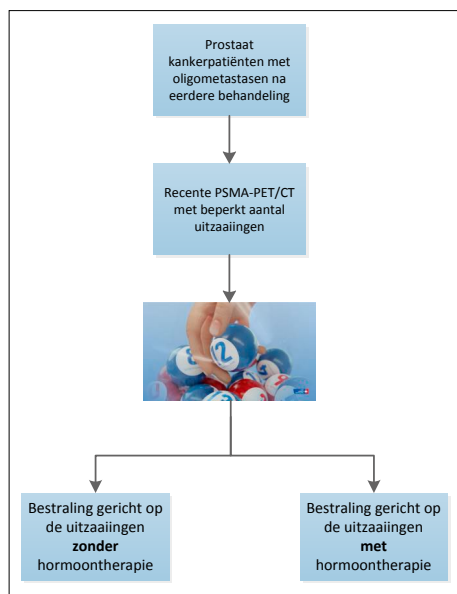 Prostaat
kankerpatiënten met
oligometastasen na
eerdere behandeling
Recente PSMA-PET/CT
met beperkt aantal
uitzaaiingen
2
Bestraling gericht op
de uitzaaiingen
zonder
hormoontherapie
Bestraling gericht op
de uitzaaiingen
met
hormoontherapie